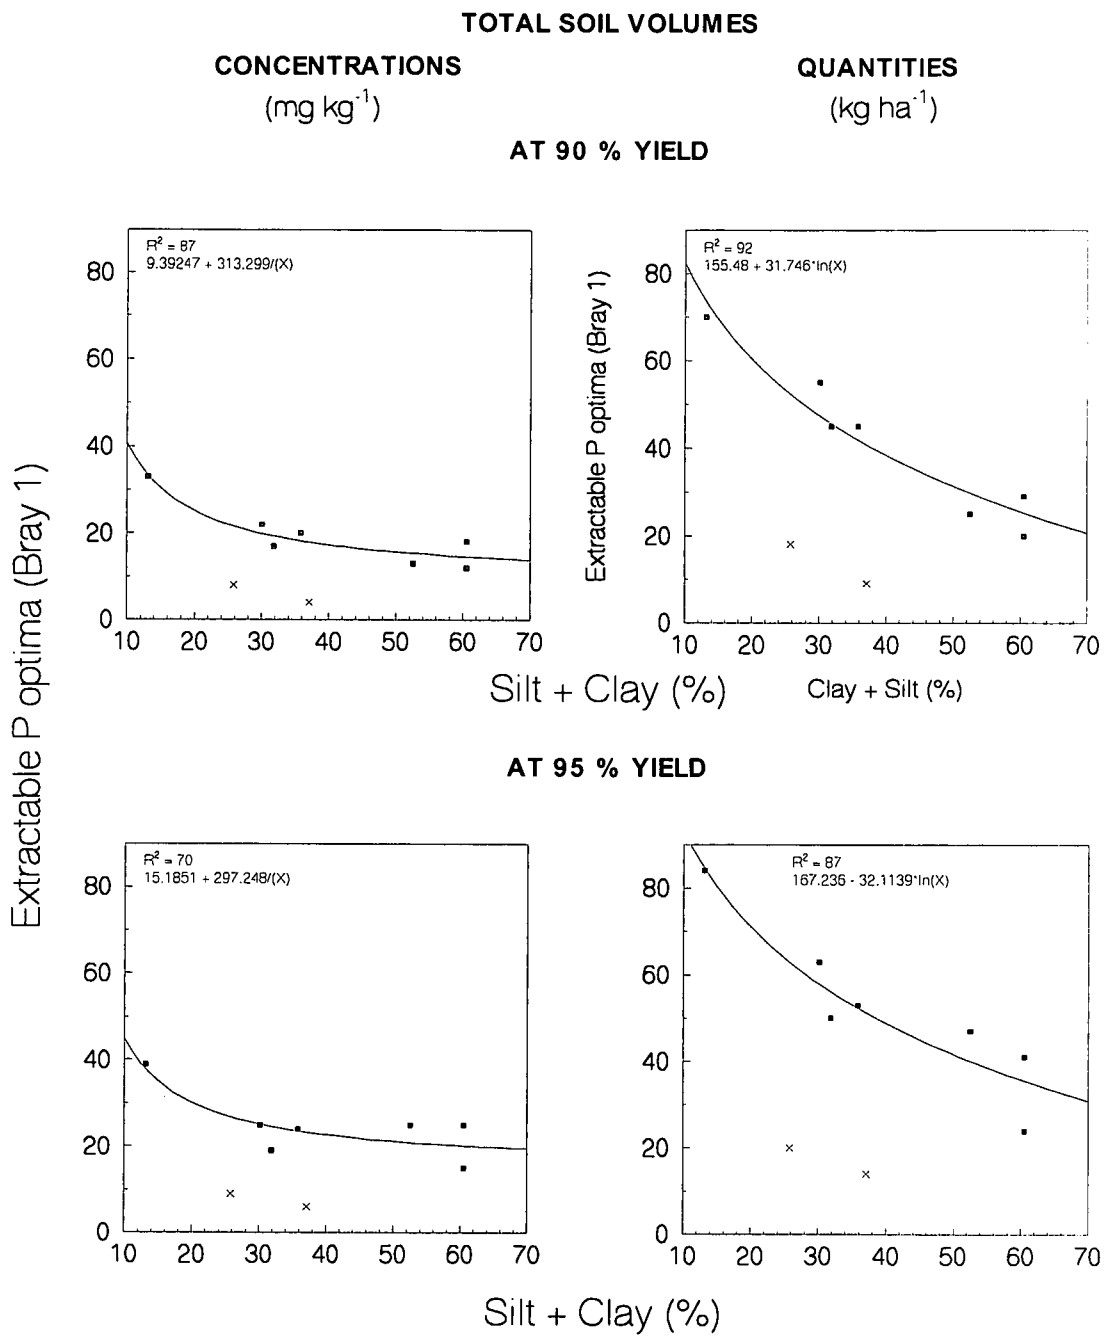 TOTAL SOIL VOLUMES
CONCENTRATIONS
(mg kg⁻¹)
QUANTITIES
(kg ha⁻¹)
AT 90 % YIELD
Extractable P optima (Bray 1)
R² = 87
9.39247 + 313.299/(X)
80
60
40
20
0
10 20 30 40 50 60 70
Silt + Clay (%)
Extractable P optima (Bray 1)
R² = 92
155.48 + 31.746*ln(X)
80
60
40
20
0
10 20 30 40 50 60 70
Clay + Silt (%)
AT 95 % YIELD
R² = 70
15.1851 + 297.248/(X)
80
60
40
20
0
10 20 30 40 50 60 70
R² = 87
167.236 - 32.1139*ln(X)
80
60
40
20
0
10 20 30 40 50 60 70
Silt + Clay (%)